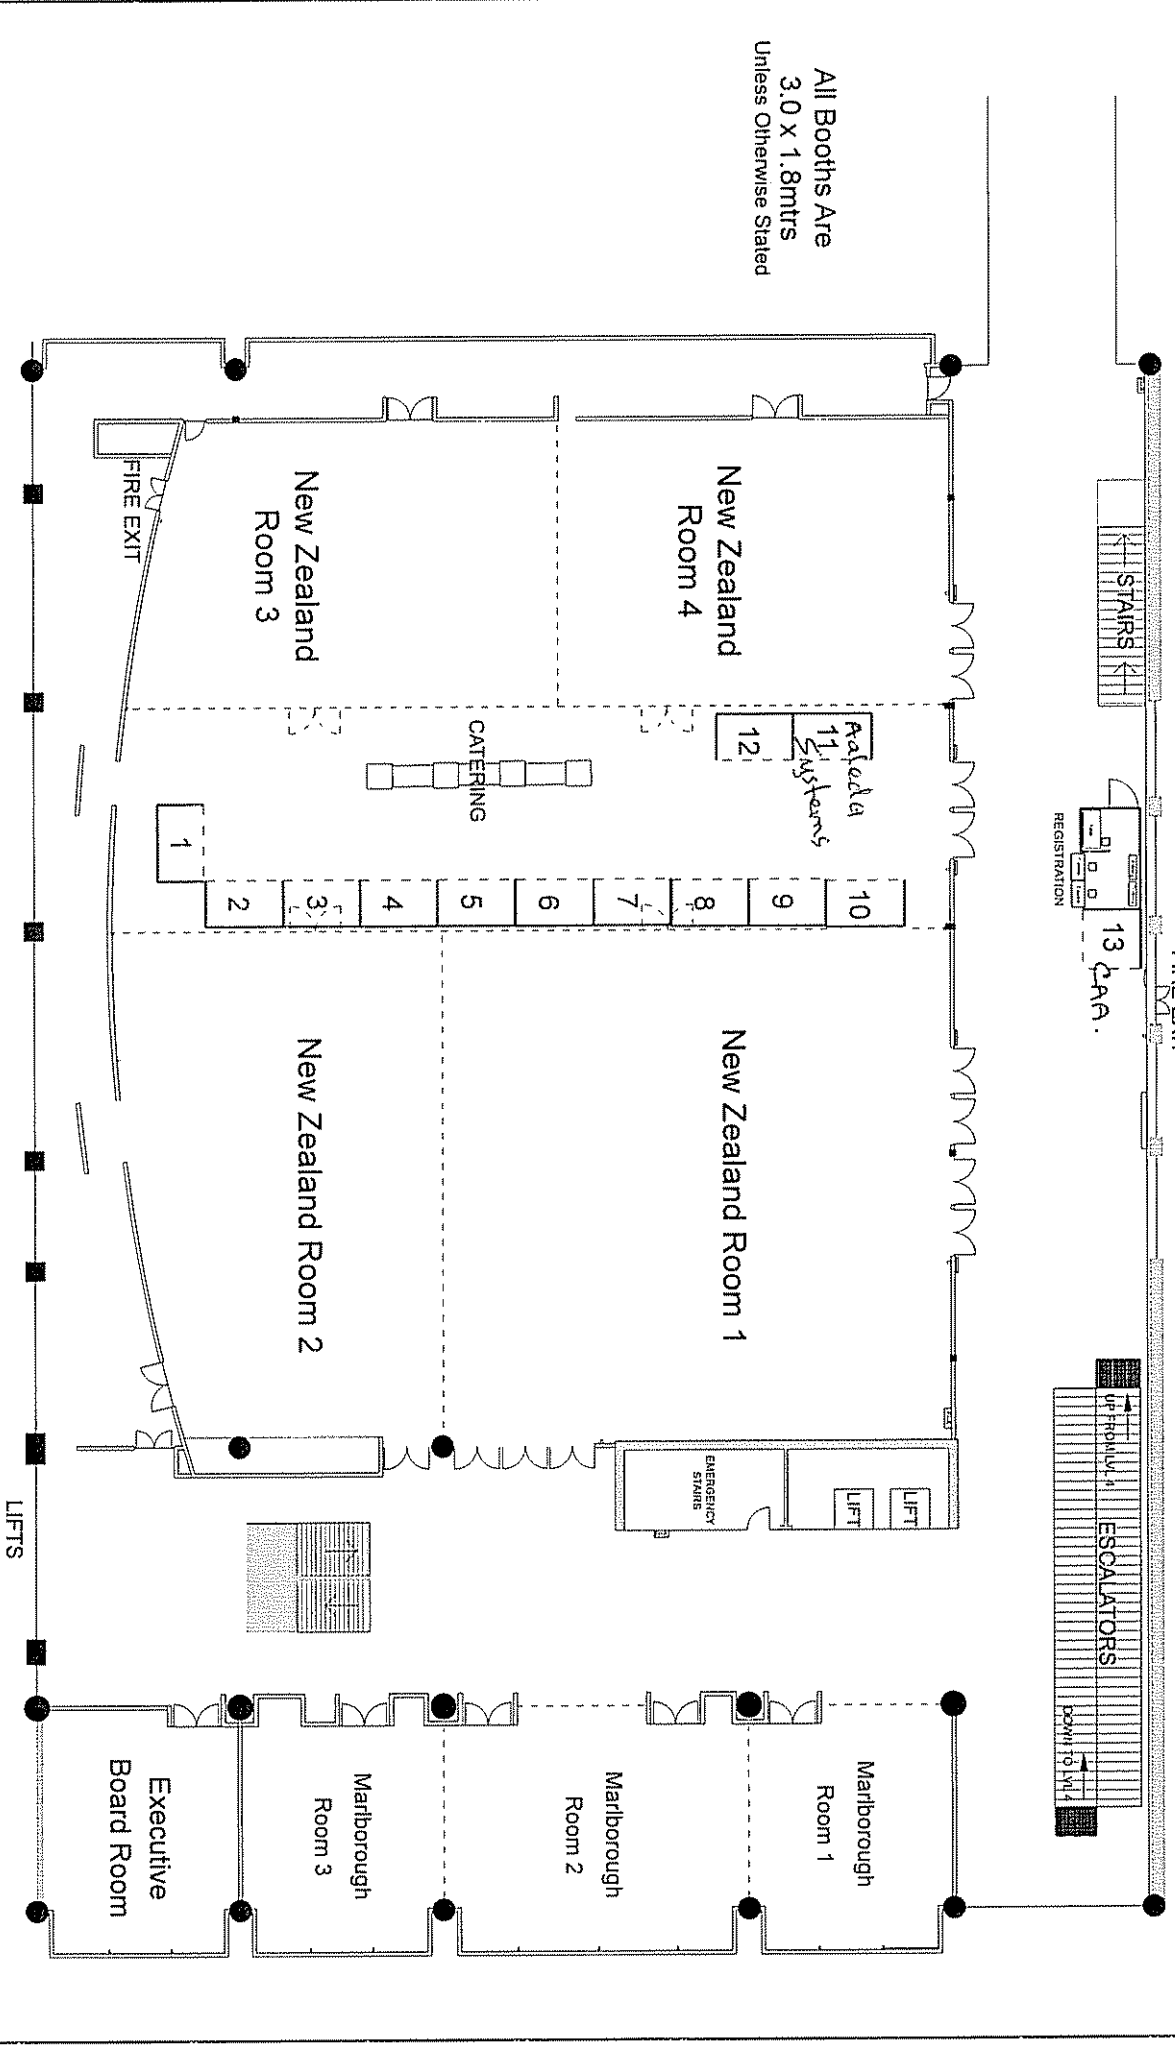 All Booths Are
3.0 x 1.8mtrs
Unless Otherwise Stated
STAIRS
REGISTRATION
13
CAA.
UP FROM LVL 4
ESCALATORS
DOWN TO LVL 4
New Zealand
Room 4
New Zealand
Room 3
FIRE EXIT
11
Systems
12
CATERING
1
2
3
4
5
6
7
8
9
10
New Zealand Room 1
New Zealand Room 2
LIFT
LIFT
EMERGENCY
STAIRS
LIFTS
Marlborough
Room 1
Marlborough
Room 2
Marlborough
Room 3
Executive
Board Room